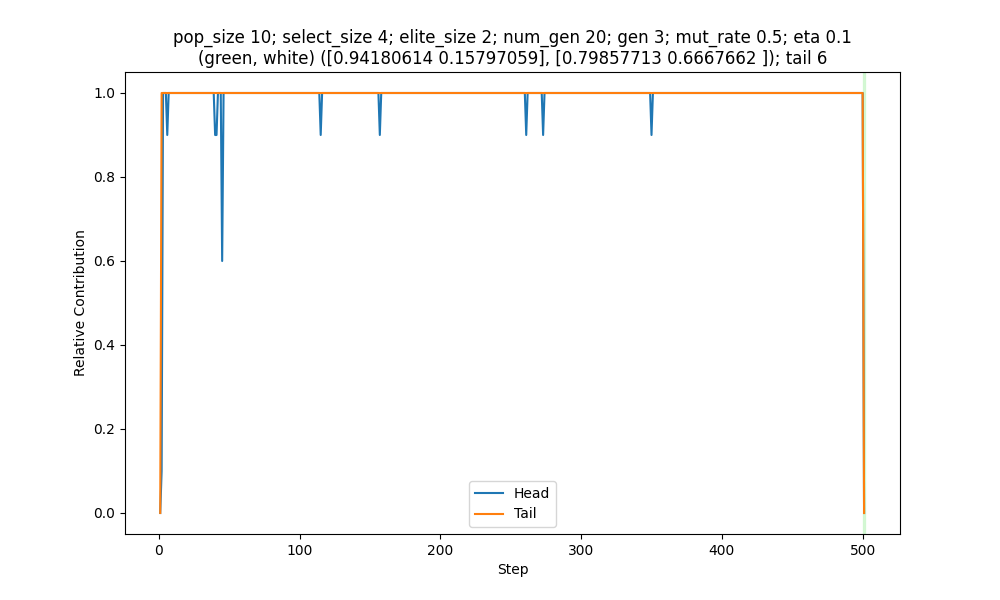 pop_size 10; select_size 4; elite_size 2; num_gen 20; gen 3; mut_rate 0.5; eta 0.1
(green, white) ([0.94180614 0.15797059], [0.79857713 0.6667662 ]); tail 6
Relative Contribution
1.0
0.8
0.6
0.4
0.2
0.0
Head
Tail
0
100
200
300
400
500
Step